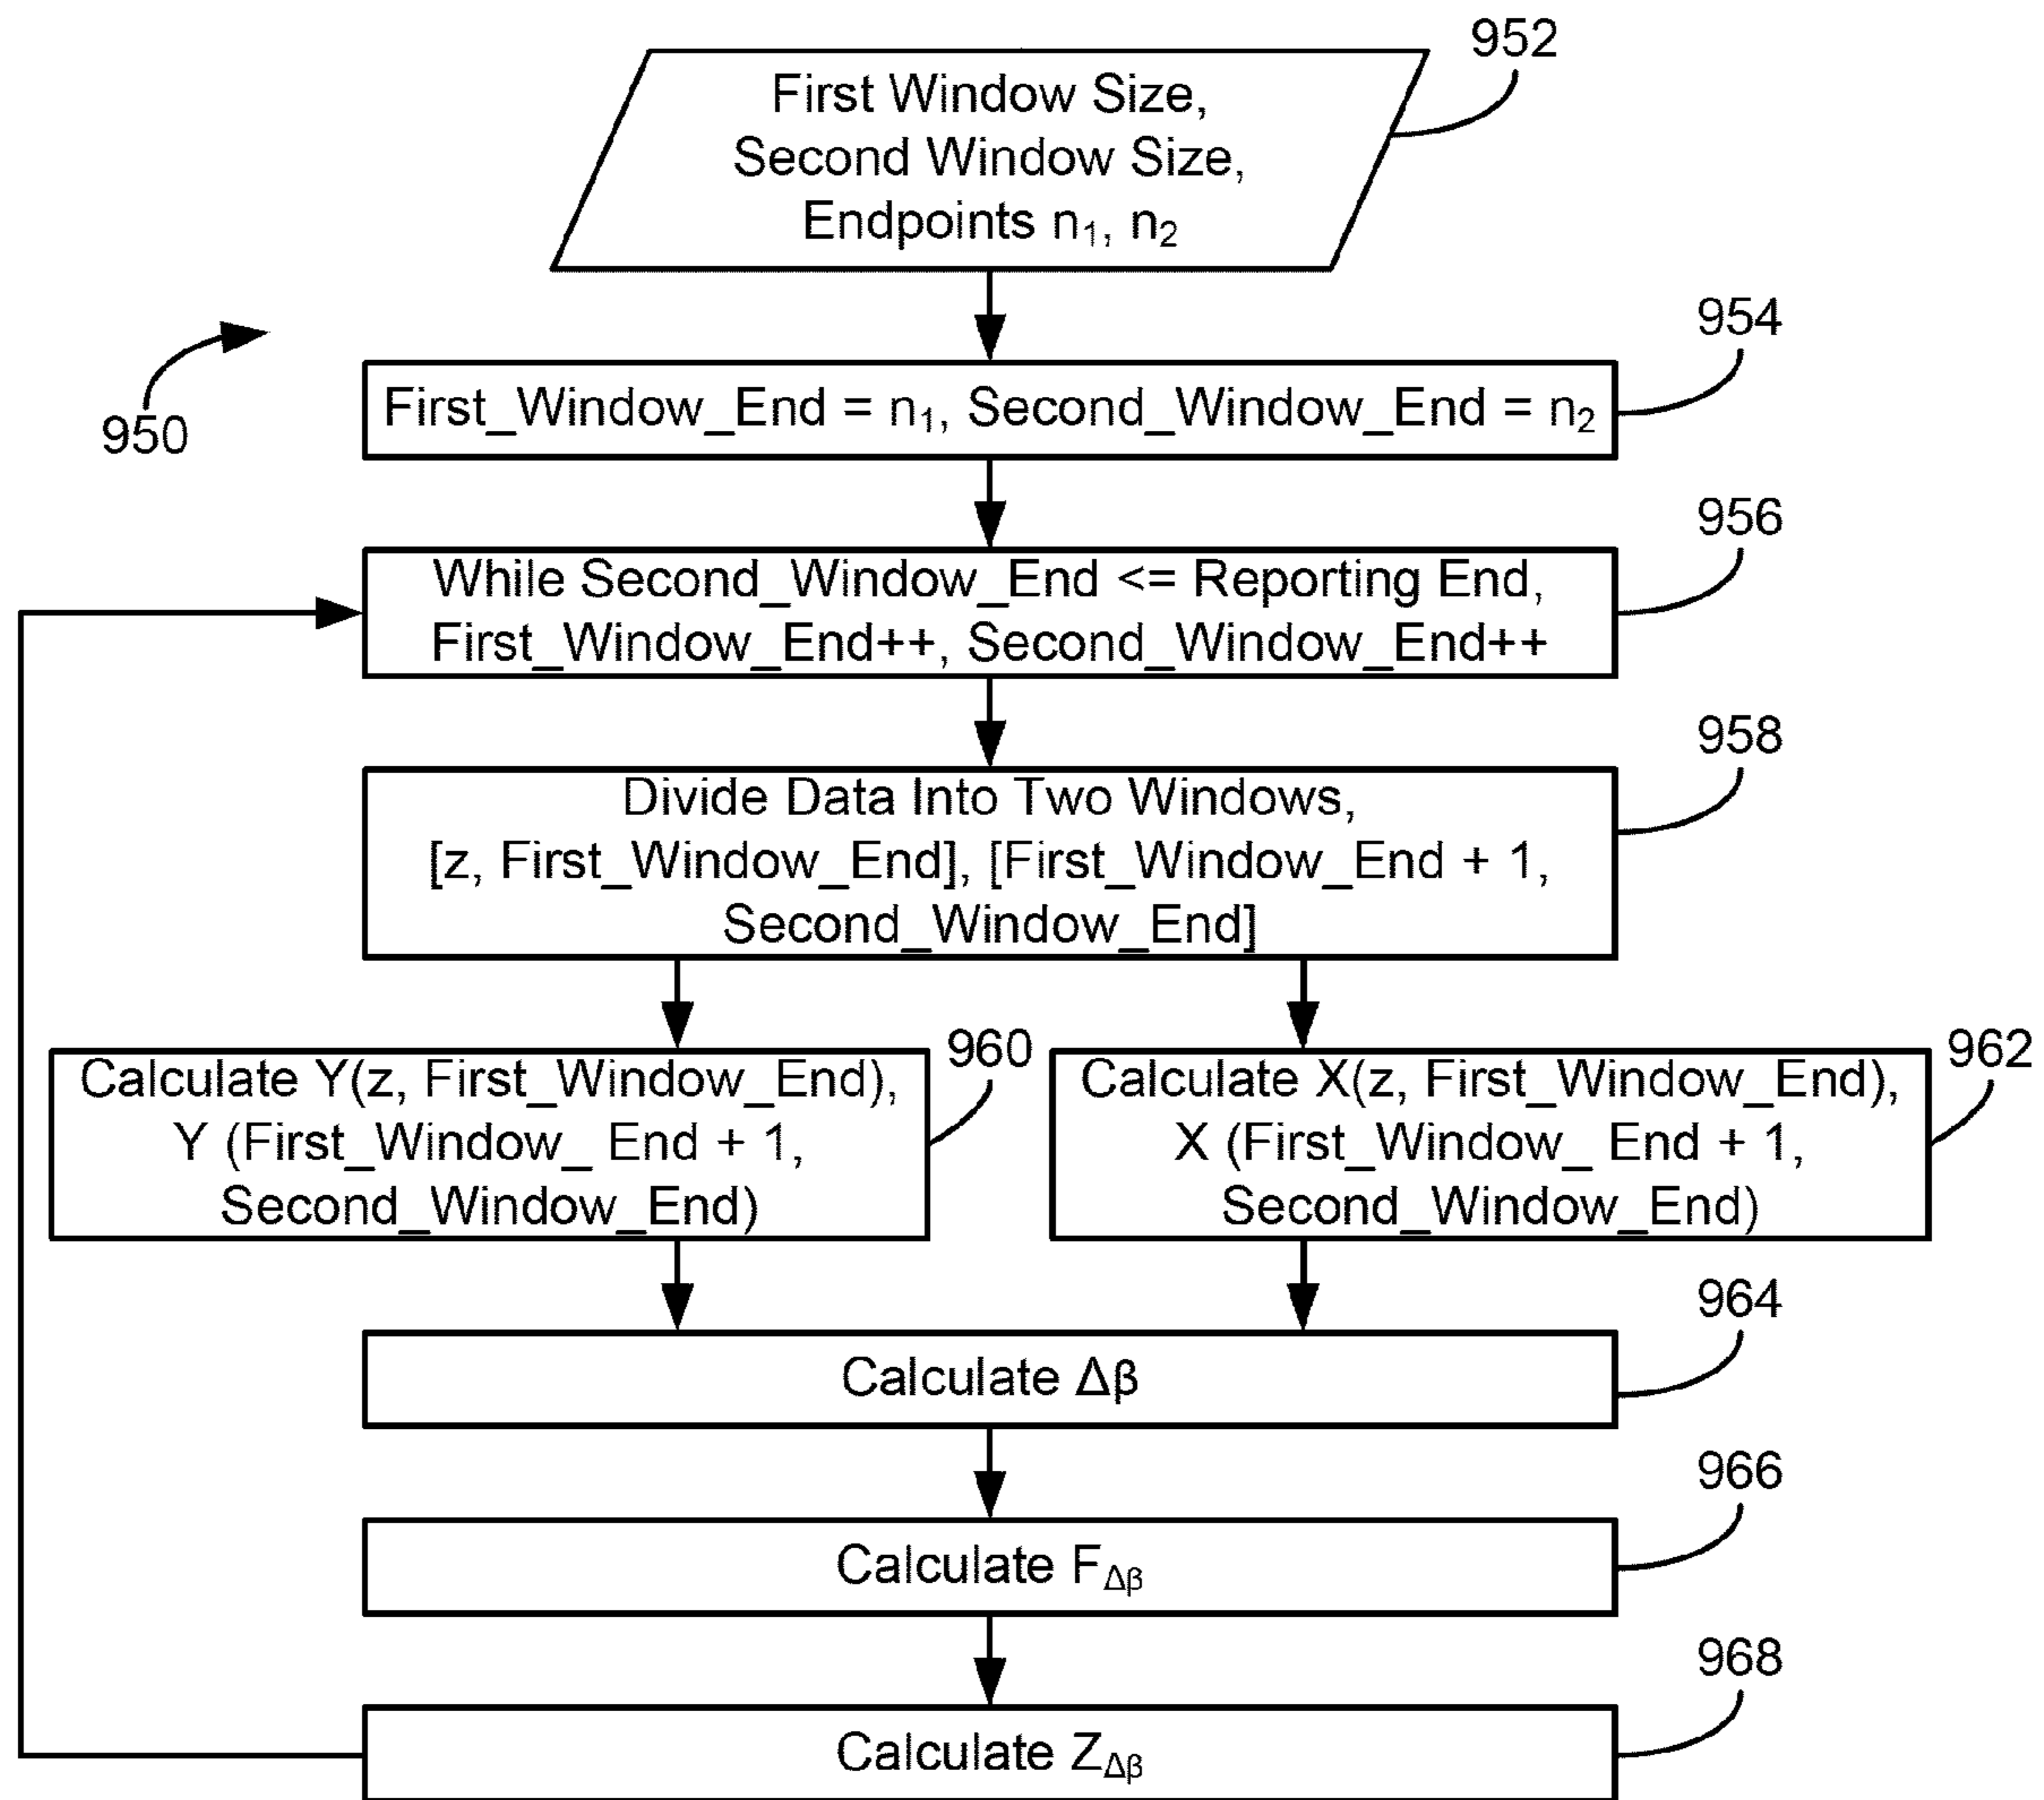 952
First Window Size,
Second Window Size,
Endpoints n₁, n₂
954
First_Window_End = n₁, Second_Window_End = n₂
950
956
While Second_Window_End <= Reporting End,
First_Window_End++, Second_Window_End++
958
Divide Data Into Two Windows,
[z, First_Window_End], [First_Window_End + 1,
Second_Window_End]
960
Calculate Y(z, First_Window_End),
Y (First_Window_ End + 1,
Second_Window_End)
962
Calculate X(z, First_Window_End),
X (First_Window_ End + 1,
Second_Window_End)
964
Calculate Δβ
966
Calculate F_Δβ
968
Calculate Z_Δβ